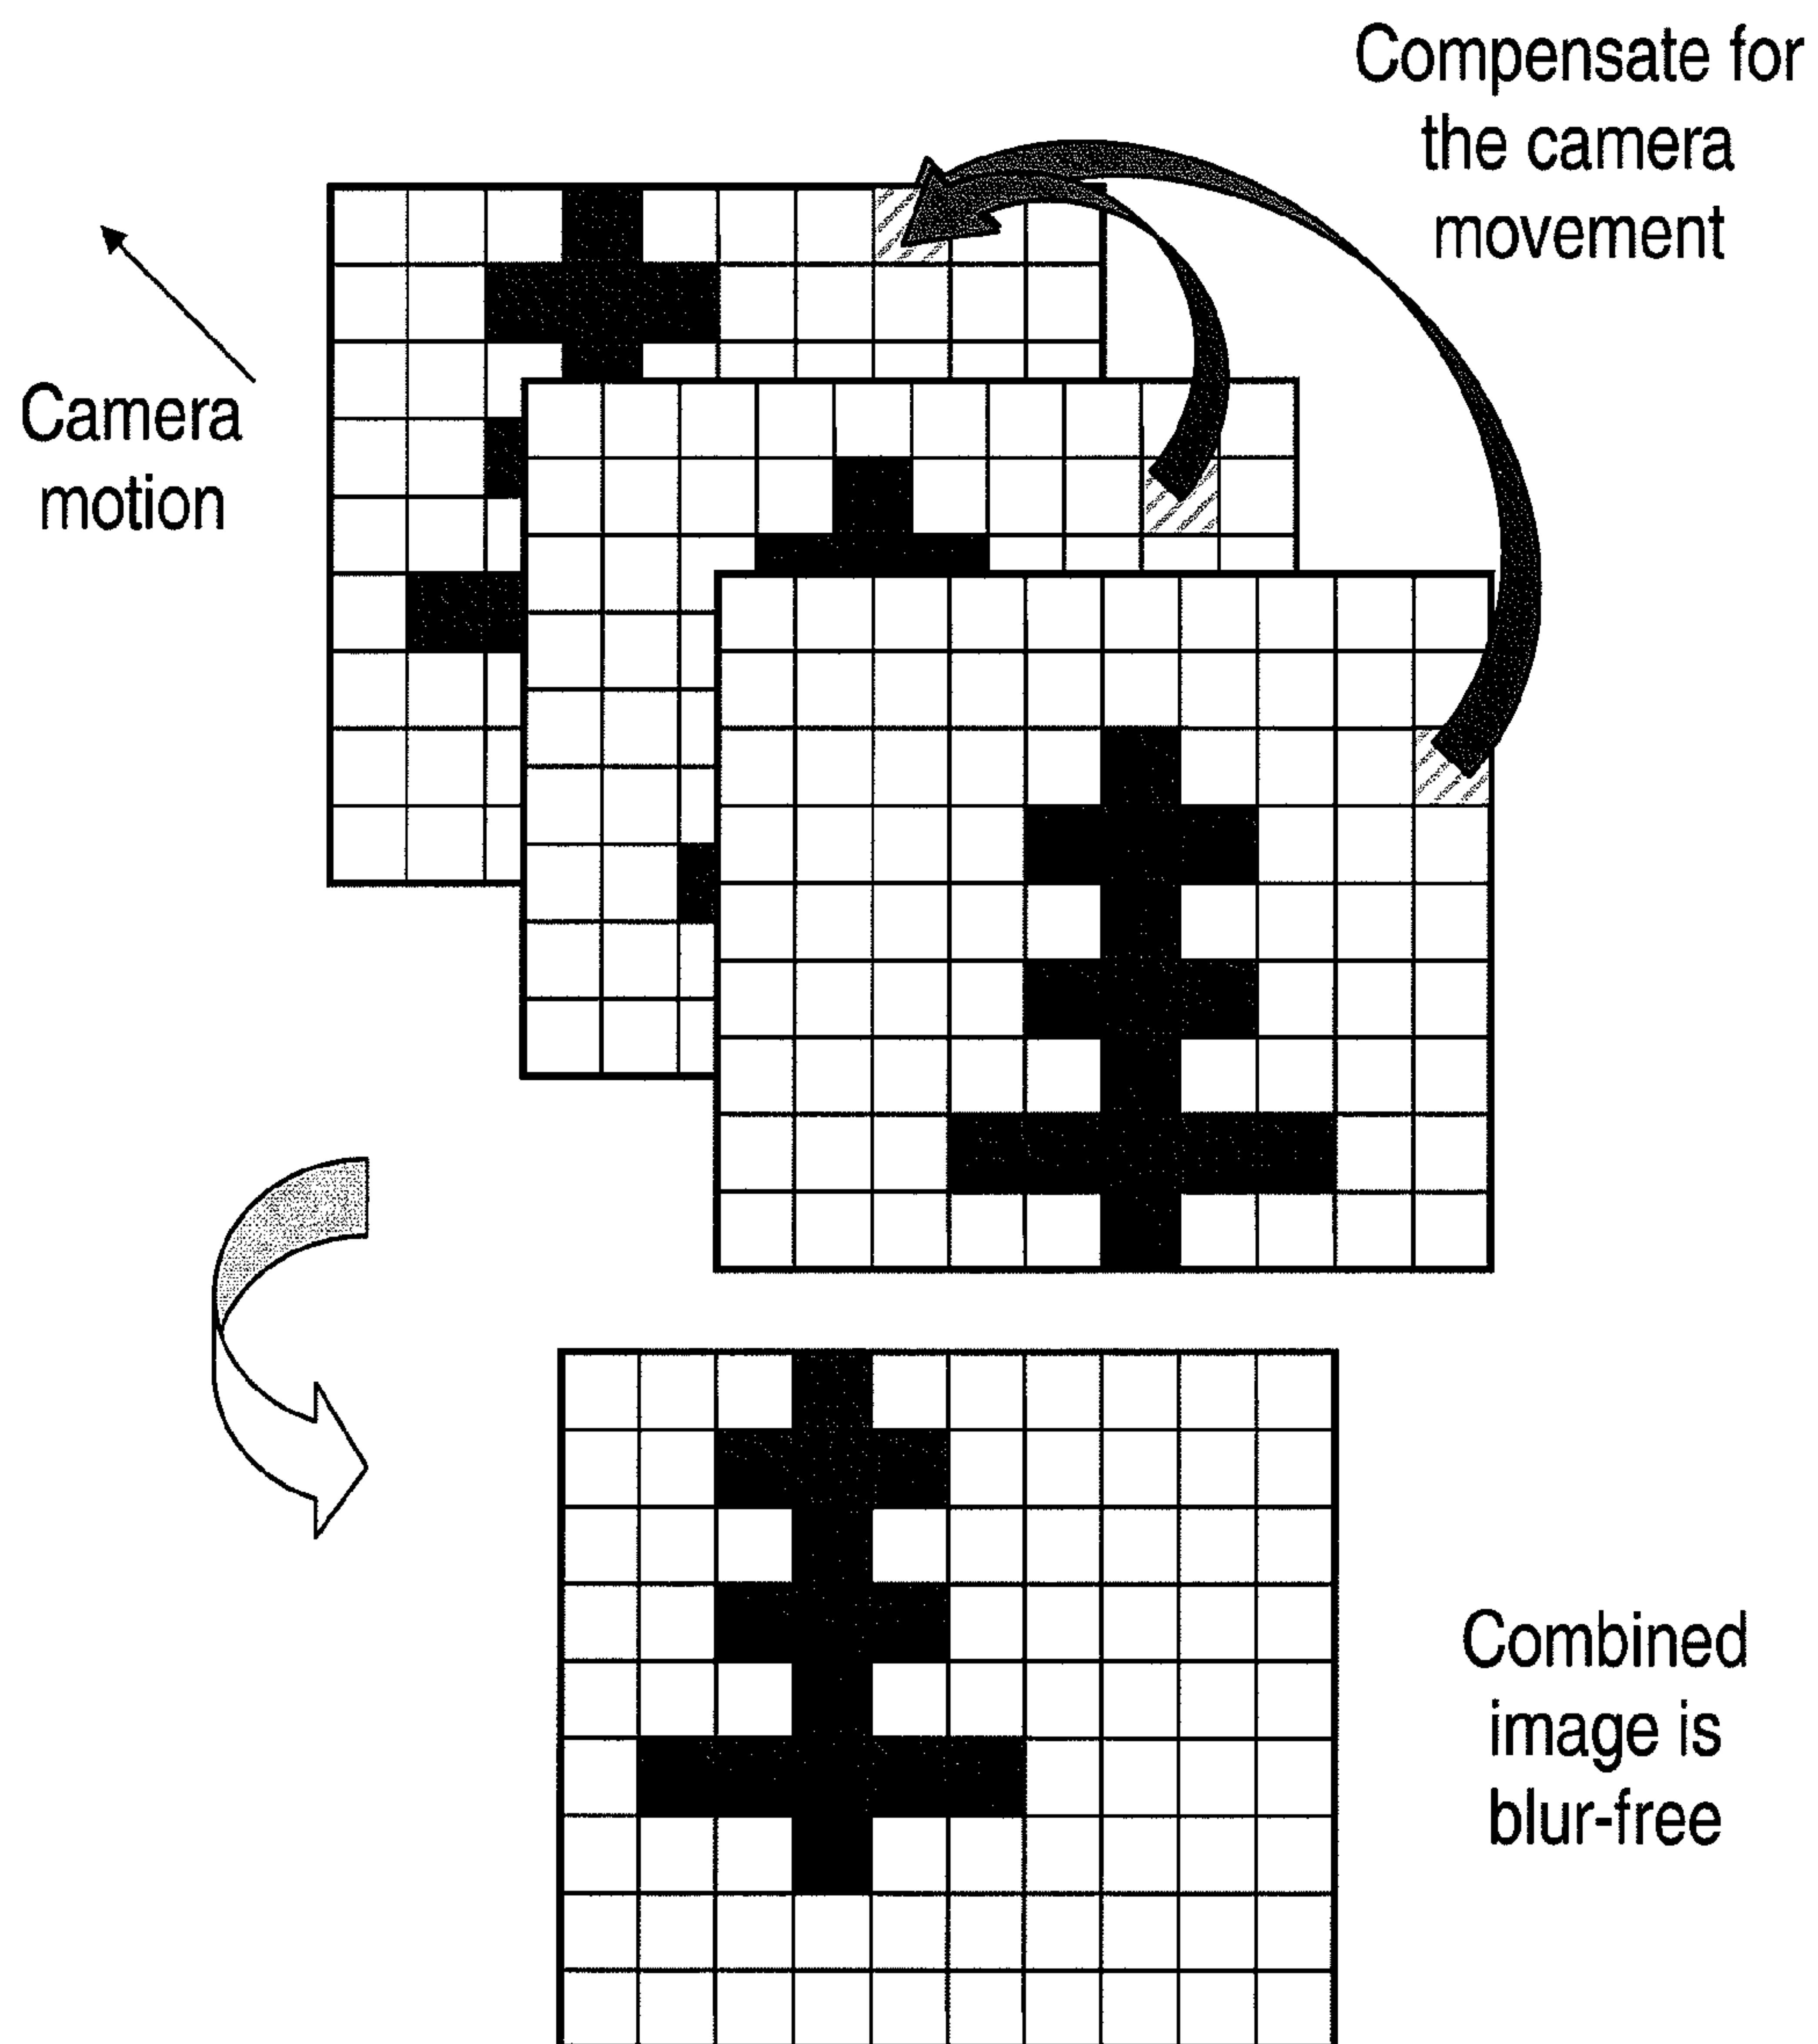 Compensate for
the camera
movement
Camera
motion
Combined
image is
blur-free